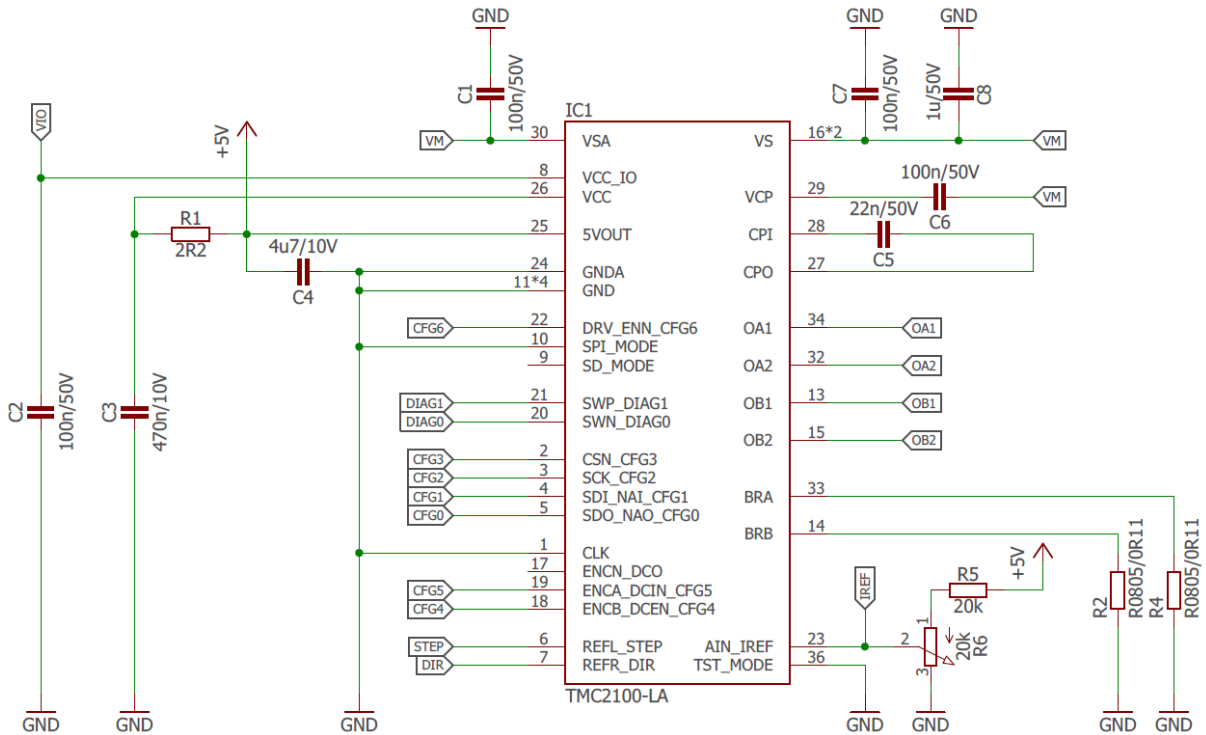 GND
GND
GND
C1
100n/50V
C7
100n/50V
1u/50V
C8
VIO
+5V
IC1
VM
30
VSA
VS
16*2
VM
8
VCC_IO
26
VCC
VCP
29
100n/50V
C6
VM
R1
2R2
25
5VOUT
CPI
28
22n/50V
C5
4u7/10V
C4
24
GNDA
CPO
27
11*4
GND
CFG6
22
DRV_ENN_CFG6
OA1
34
OA1
10
SPI_MODE
9
SD_MODE
OA2
32
OA2
C2
100n/50V
C3
470n/10V
DIAG1
21
SWP_DIAG1
OB1
13
OB1
DIAG0
20
SWN_DIAG0
OB2
15
OB2
CFG3
2
CSN_CFG3
CFG2
3
SCK_CFG2
CFG1
4
SDI_NAI_CFG1
BRA
33
CFG0
5
SDO_NAO_CFG0
BRB
14
1
CLK
17
ENCN_DCO
CFG5
19
ENCA_DCIN_CFG5
CFG4
18
ENCB_DCEN_CFG4
IREF
R5
20k
+5V
R2
R0805/0R11
R4
R0805/0R11
STEP
6
REFL_STEP
AIN_IREF
23
2
1
3
20k
R6
DIR
7
REFR_DIR
TST_MODE
36
TMC2100-LA
GND
GND
GND
GND
GND
GND
GND